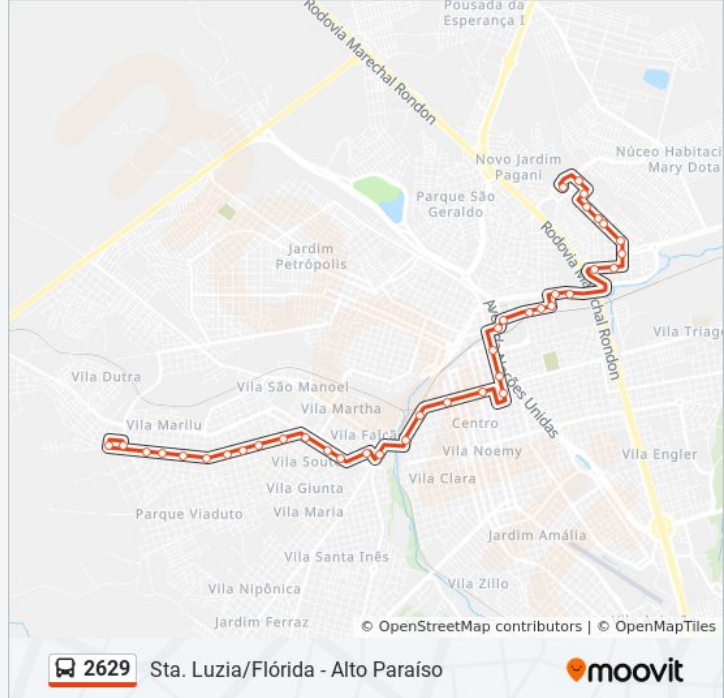 Pousada da
Esperança I
Rodovia Marechal Rondon
Novo Jardim
Pagani
Núceo Habitaci
Mary Dota
Parque São
Geraldo
Rodovia Marechal Rondon
Jardim
Petrópolis
Vila Triag
Vila Dutra
Vila São Manoel
Vila Martha
Vila Marilu
Vila Falcã
Centro
Vila Noemy
Vila Engler
Vila Souto
Vila Clara
Vila Giunta
Parque Viaduto
Vila Maria
Jardim Amália
Vila Santa Inês
Vila Zillo
Vila Nipônica
Jardim Ferraz
© OpenStreetMap contributors | © OpenMapTiles
2629 Sta. Luzia/Flórida - Alto Paraíso
moovit